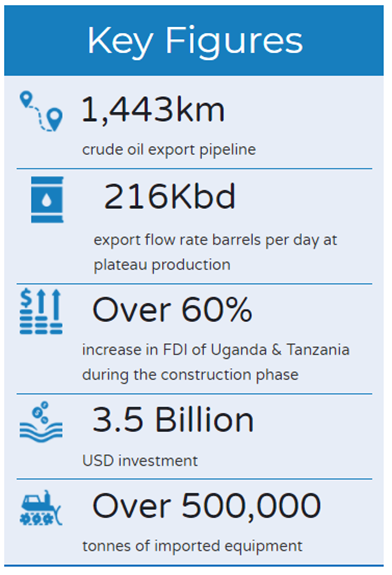 Key Figures
1,443km
crude oil export pipeline
216Kbd
export flow rate barrels per day at
plateau production
$
Over 60%
increase in FDI of Uganda & Tanzania
during the construction phase
3.5 Billion
USD investment
Over 500,000
tonnes of imported equipment